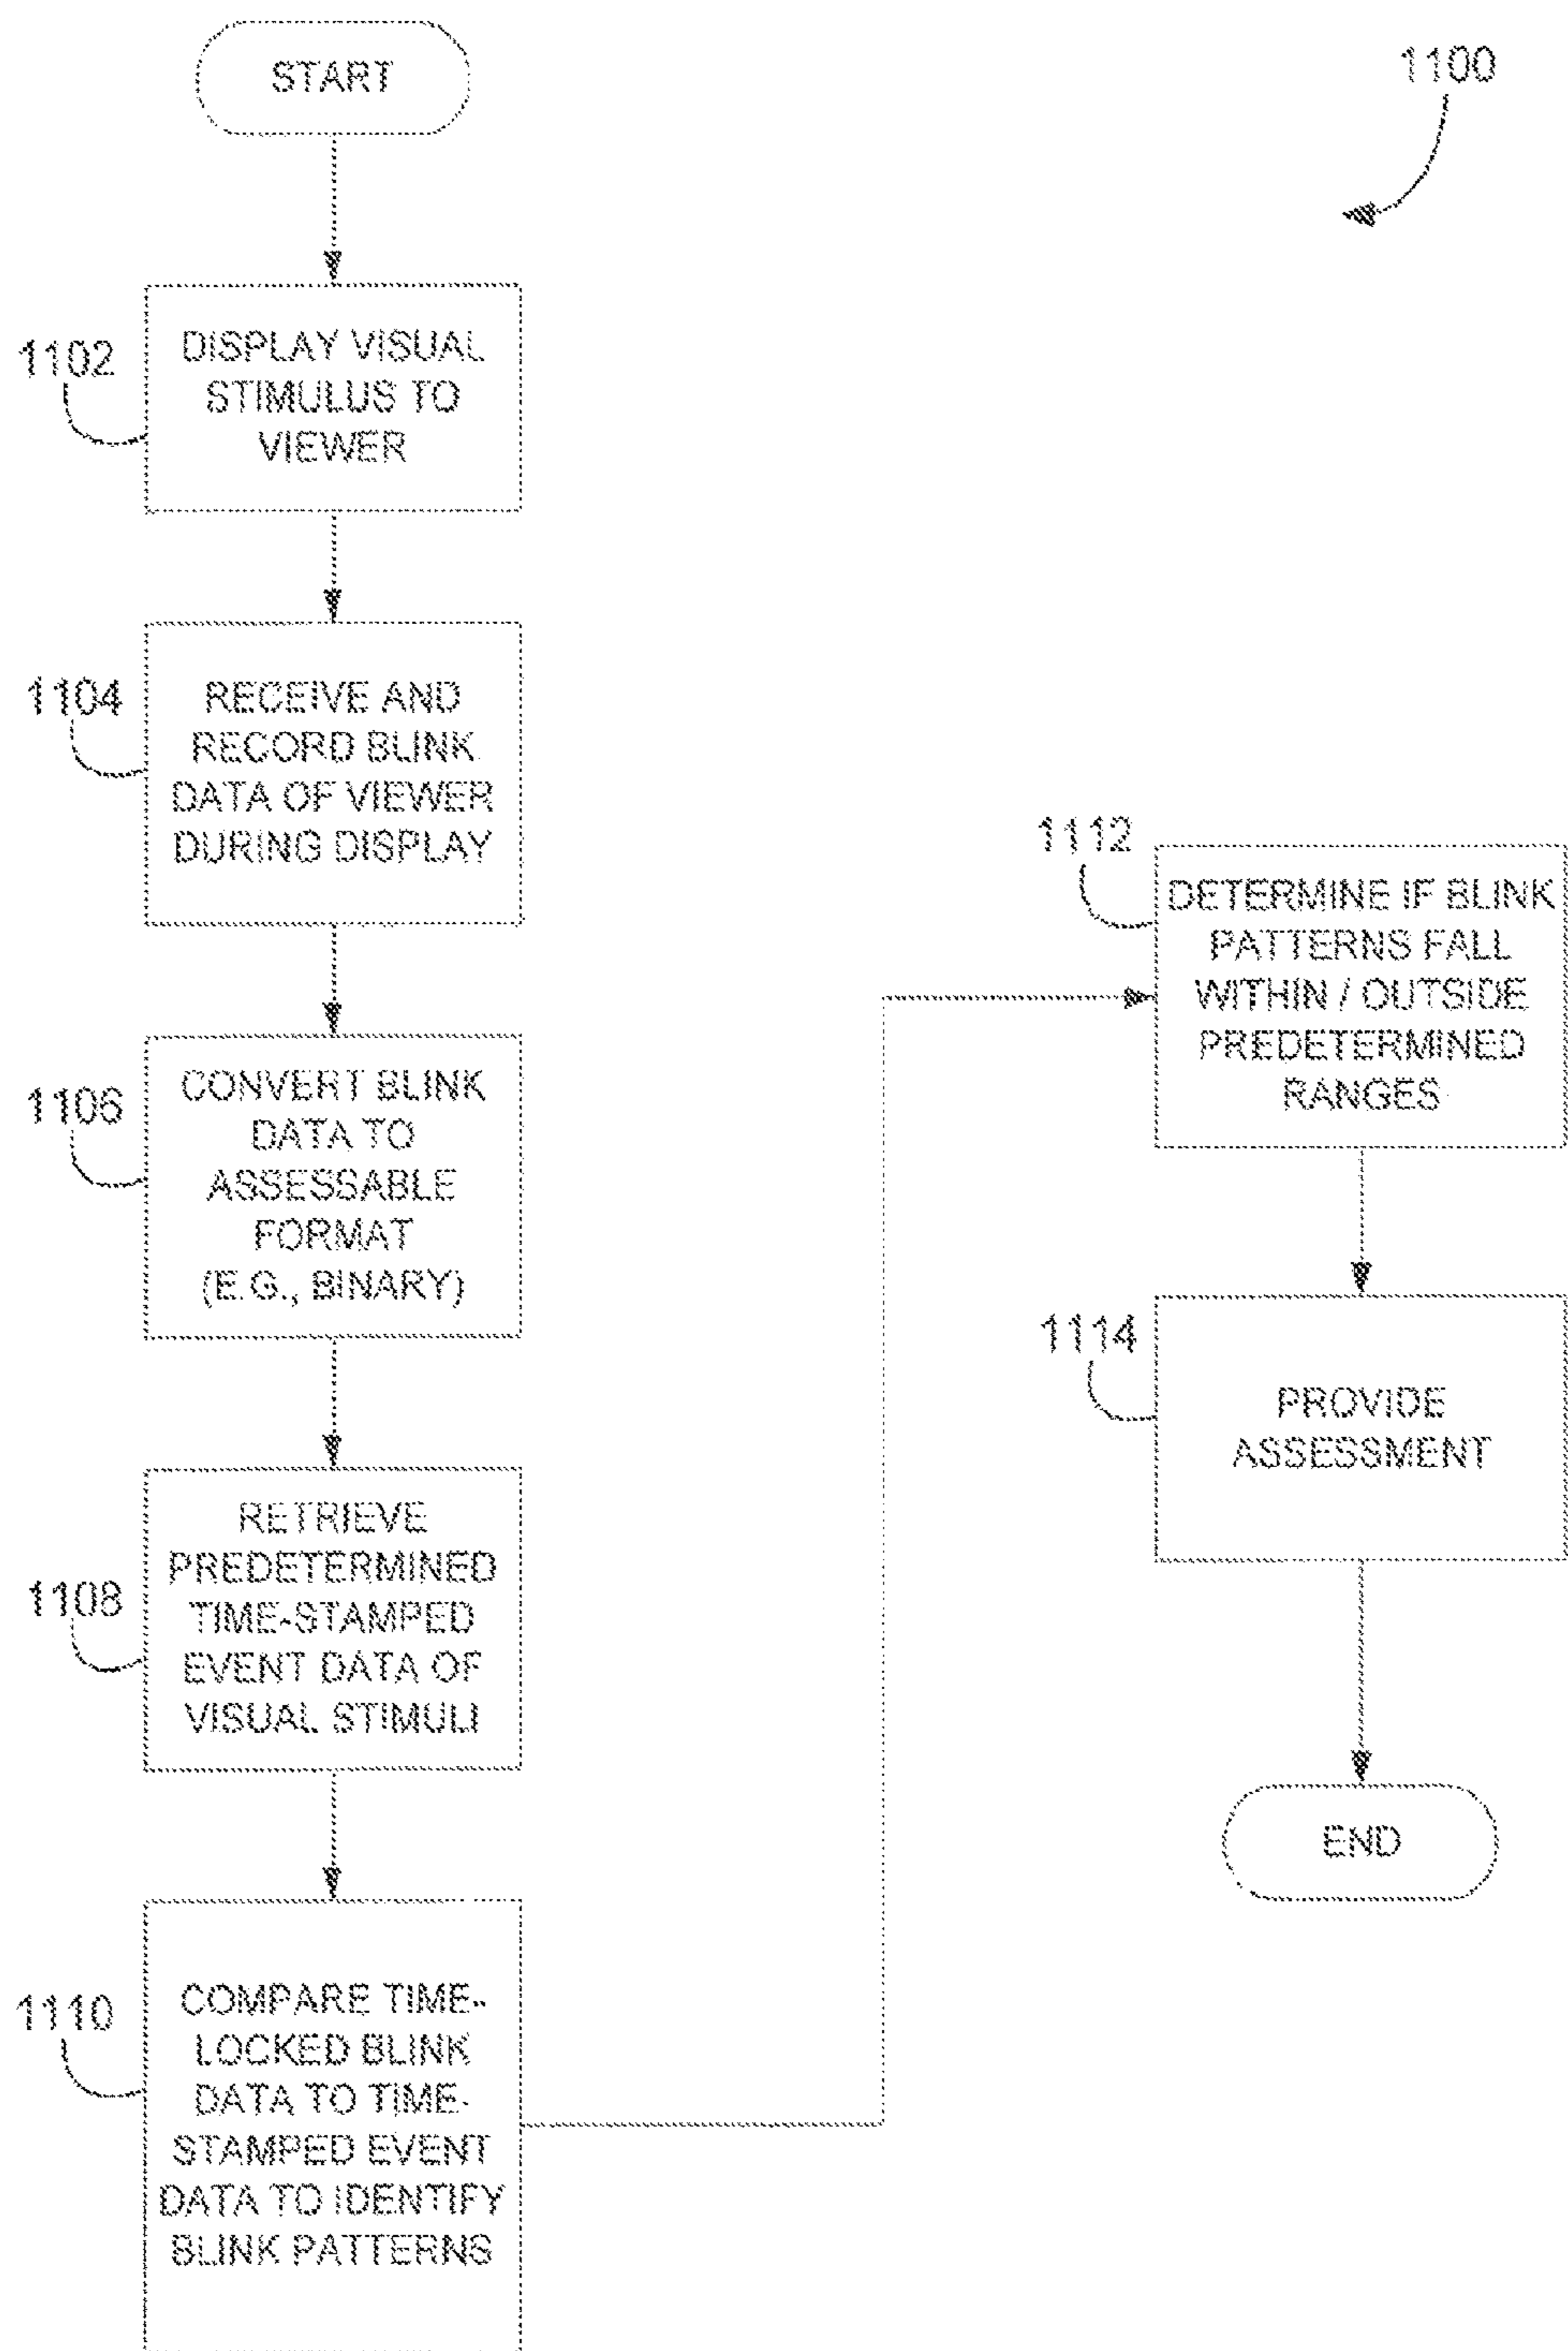 START
1100
1102
DISPLAY VISUAL
STIMULUS TO
VIEWER
1104
RECEIVE AND
RECORD BLINK
DATA OF VIEWER
DURING DISPLAY
1106
CONVERT BLINK
DATA TO
ASSESSABLE
FORMAT
(E.G., BINARY)
1108
RETRIEVE
PREDETERMINED
TIME-STAMPED
EVENT DATA OF
VISUAL STIMULI
1110
COMPARE TIME-
LOCKED BLINK
DATA TO TIME-
STAMPED EVENT
DATA TO IDENTIFY
BLINK PATTERNS
1112
DETERMINE IF BLINK
PATTERNS FALL
WITHIN / OUTSIDE
PREDETERMINED
RANGES
1114
PROVIDE
ASSESSMENT
END